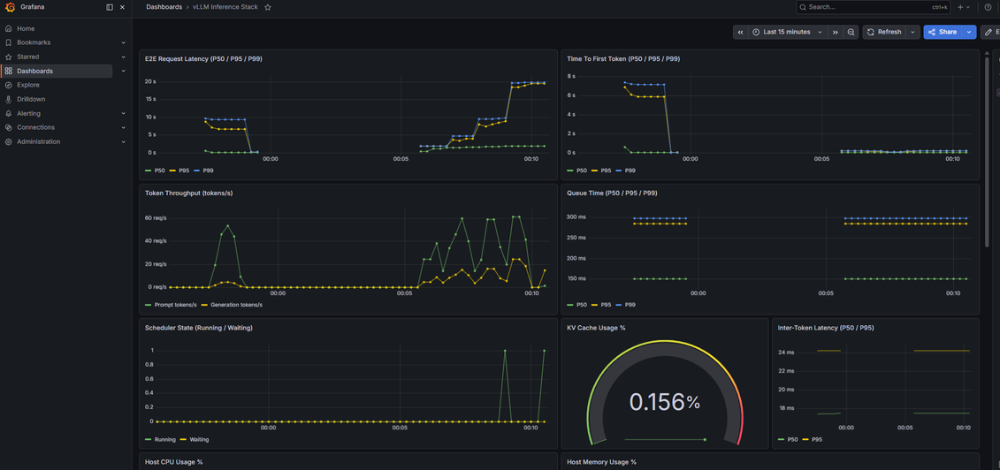 Grafana
Dashboards › vLLM Inference Stack
Search...
ctrl+k
Home
Bookmarks
Starred
Dashboards
Explore
Drilldown
Alerting
Connections
Administration
Last 15 minutes
Refresh
Share
E
E2E Request Latency (P50 / P95 / P99)
20 s
15 s
10 s
5 s
0 s
00:00
00:05
00:10
P50 P95 P99
Time To First Token (P50 / P95 / P99)
8 s
6 s
4 s
2 s
0 s
00:00
00:05
00:10
P50 P95 P99
Token Throughput (tokens/s)
60 req/s
40 req/s
20 req/s
0 req/s
00:00
00:05
00:10
Prompt tokens/s Generation tokens/s
Queue Time (P50 / P95 / P99)
300 ms
250 ms
200 ms
150 ms
00:00
00:05
00:10
P50 P95 P99
Scheduler State (Running / Waiting)
1
0.8
0.6
0.4
0.2
0
00:00
00:05
00:10
Running Waiting
KV Cache Usage %
0.156%
Inter-Token Latency (P50 / P95)
24 ms
22 ms
20 ms
18 ms
00:00
00:05
00:10
P50 P95
Host CPU Usage %
Host Memory Usage %